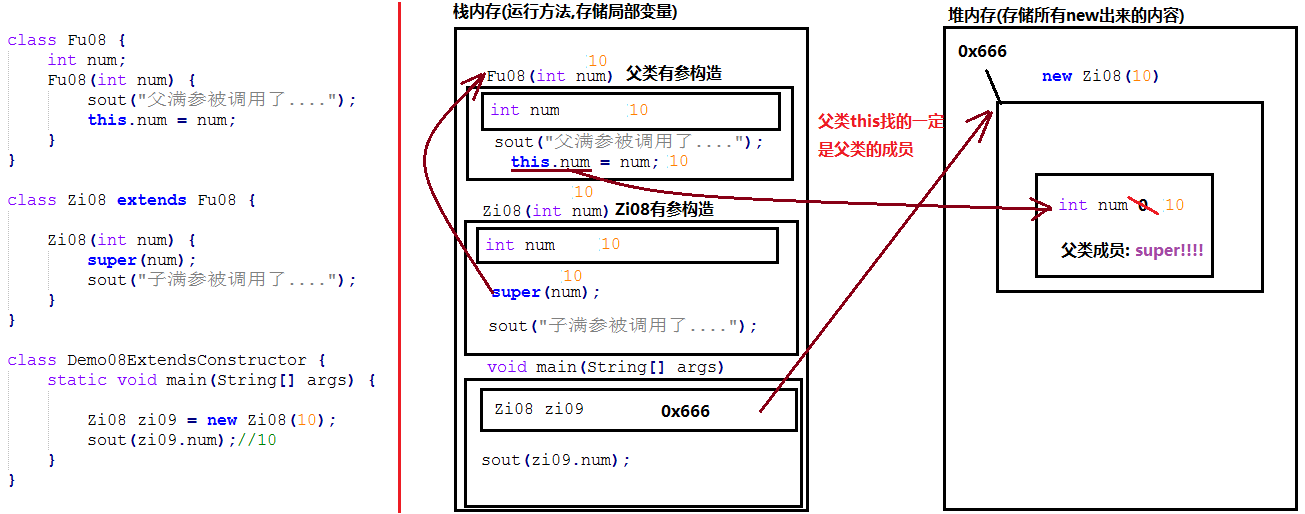 class Fu08 {
int num;
Fu08(int num) {
sout("父满参被调用了....");
this.num = num;
}
}
class Zi08 extends Fu08 {
Zi08(int num) {
super(num);
sout("子满参被调用了....");
}
}
class Demo08ExtendsConstructor {
static void main(String[] args) {
Zi08 zi09 = new Zi08(10);
sout(zi09.num);//10
}
}
栈内存(运行方法,存储局部变量)
10
Fu08(int num) 父类有参构造
int num 10
sout("父满参被调用了....");
this.num = num; 10
10
Zi08(int num) Zi08有参构造
int num 10
10
super(num);
sout("子满参被调用了....");
void main(String[] args)
Zi08 zi09 0x666
sout(zi09.num);
父类this找的一定
是父类的成员
堆内存(存储所有new出来的内容)
0x666
new Zi08(10)
int num 0 10
父类成员: super!!!!